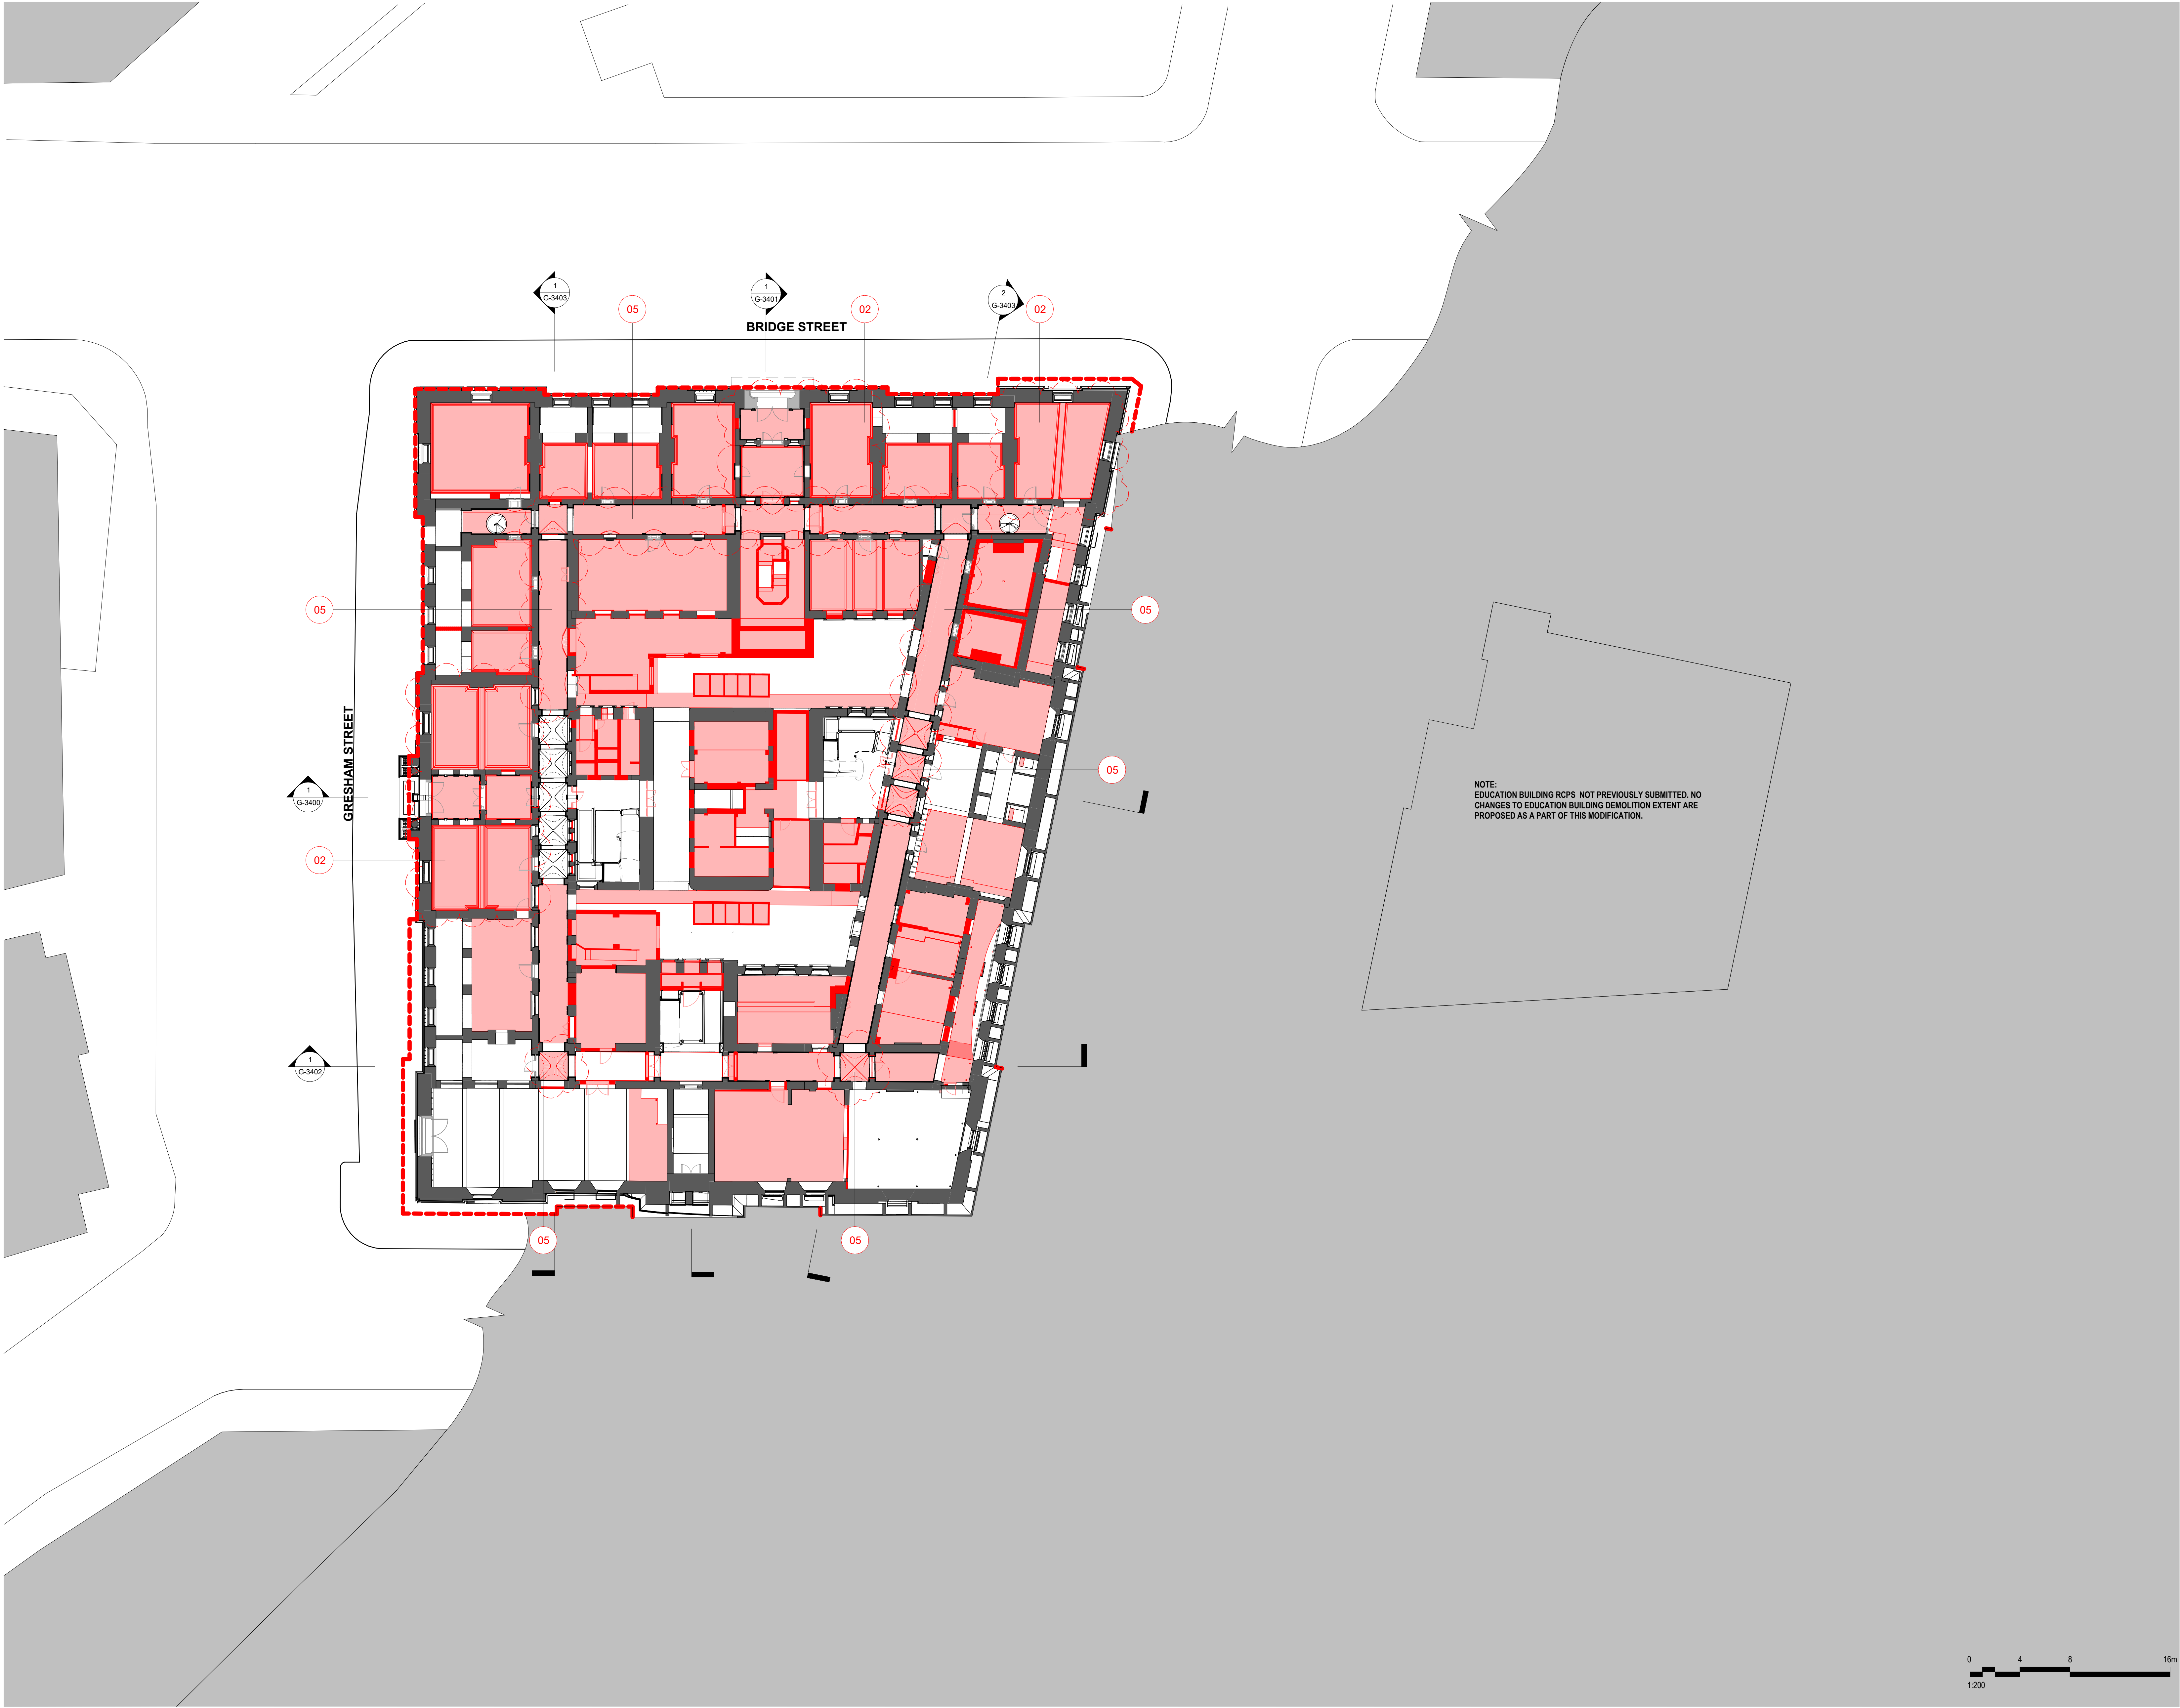 1
G-3403
1
G-3401
2
G-3403
05
02
02
BRIDGE STREET
05
05
GRESHAM STREET
05
1
G-3400
NOTE:
EDUCATION BUILDING RCPS NOT PREVIOUSLY SUBMITTED. NO
CHANGES TO EDUCATION BUILDING DEMOLITION EXTENT ARE
PROPOSED AS A PART OF THIS MODIFICATION.
02
1
G-3402
05
05
0 4 8 16m
1:200